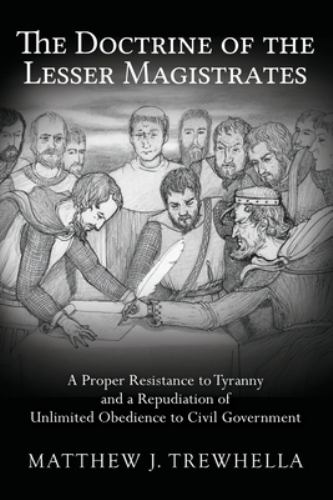 THE DOCTRINE OF THE
LESSER MAGISTRATES
A Proper Resistance to Tyranny
and a Repudiation of
Unlimited Obedience to Civil Government
MATTHEW J. TREWHELLA